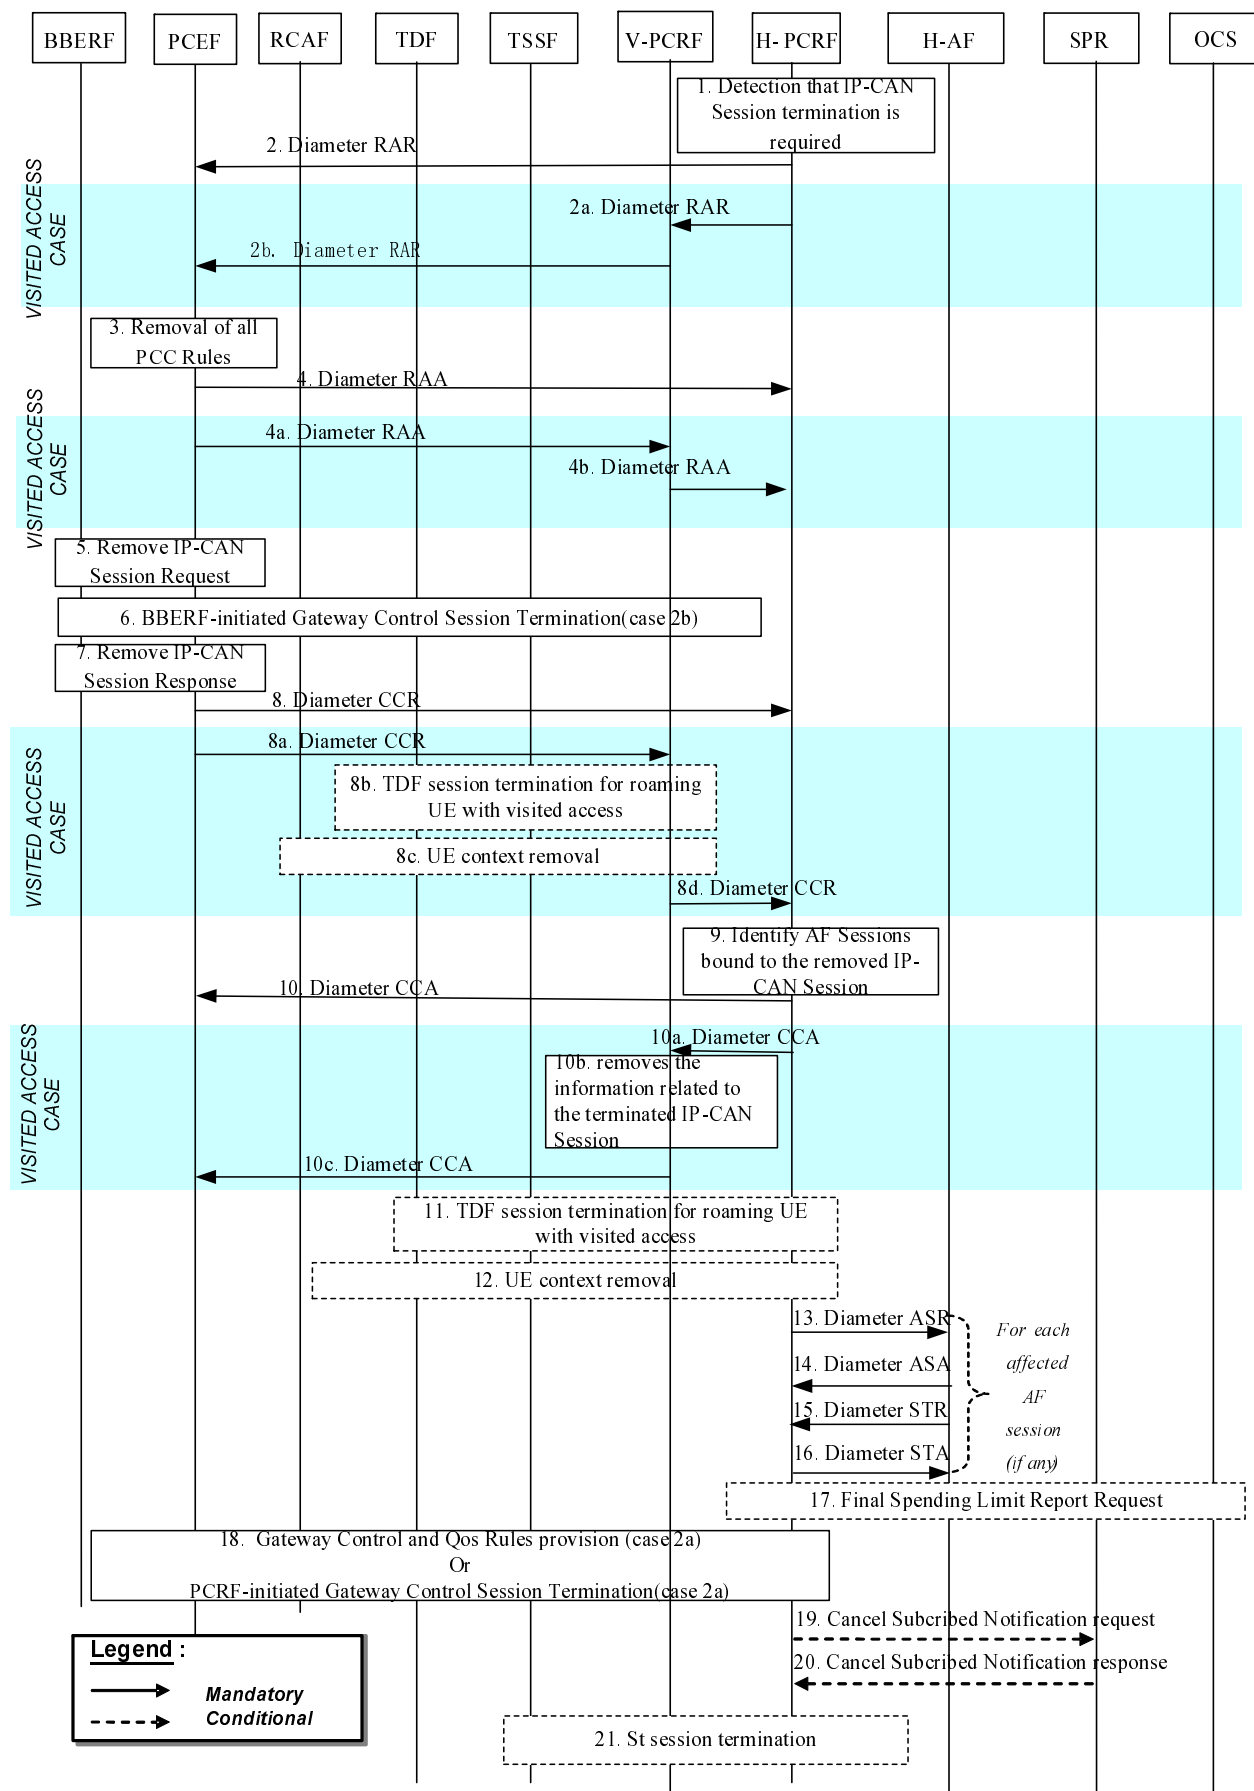 BBERF
PCEF
RCAF
TDF
TSSF
V-PCRF
H- PCRF
H-AF
SPR
OCS
1. Detection that IP-CAN
Session termination is
required
2. Diameter RAR
VISITED ACCESS
CASE
2a. Diameter RAR
2b. Diameter RAR
3. Removal of all
PCC Rules
4. Diameter RAA
VISITED ACCESS
CASE
4a. Diameter RAA
4b. Diameter RAA
5. Remove IP-CAN
Session Request
6. BBERF-initiated Gateway Control Session Termination(case 2b)
7. Remove IP-CAN
Session Response
8. Diameter CCR
VISITED ACCESS
CASE
8a. Diameter CCR
8b. TDF session termination for roaming
UE with visited access
8c. UE context removal
8d. Diameter CCR
9. Identify AF Sessions
bound to the removed IP-
CAN Session
10. Diameter CCA
VISITED ACCESS
CASE
10a. Diameter CCA
10b. removes the
information related to
the terminated IP-CAN
Session
10c. Diameter CCA
11. TDF session termination for roaming UE
with visited access
12. UE context removal
13. Diameter ASR
14. Diameter ASA
15. Diameter STR
16. Diameter STA
For each
affected
AF
session
(if any)
17. Final Spending Limit Report Request
18. Gateway Control and Qos Rules provision (case 2a)
Or
PCRF-initiated Gateway Control Session Termination(case 2a)
19. Cancel Subcribed Notification request
20. Cancel Subcribed Notification response
Legend :
Mandatory
Conditional
21. St session termination